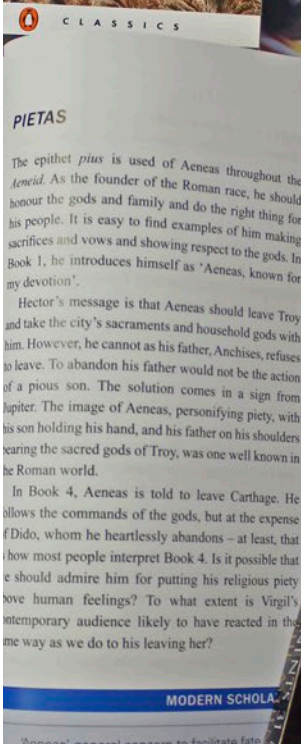 CLASSICS
PIETAS
The epithet pius is used of Aeneas throughout the
Aeneid. As the founder of the Roman race, he should
honour the gods and family and do the right thing for
his people. It is easy to find examples of him making
sacrifices and vows and showing respect to the gods. In
Book 1, he introduces himself as ‘Aeneas, known for
my devotion’.
Hector’s message is that Aeneas should leave Troy
and take the city’s sacraments and household gods with
him. However, he cannot as his father, Anchises, refuses
to leave. To abandon his father would not be the action
of a pious son. The solution comes in a sign from
Jupiter. The image of Aeneas, personifying piety, with
his son holding his hand, and his father on his shoulders
bearing the sacred gods of Troy, was one well known in
he Roman world.
In Book 4, Aeneas is told to leave Carthage. He
ollows the commands of the gods, but at the expense
f Dido, whom he heartlessly abandons – at least, that
how most people interpret Book 4. Is it possible that
e should admire him for putting his religious piety
bove human feelings? To what extent is Virgil’s
ontemporary audience likely to have reacted in the
me way as we do to his leaving her?
MODERN SCHOLA